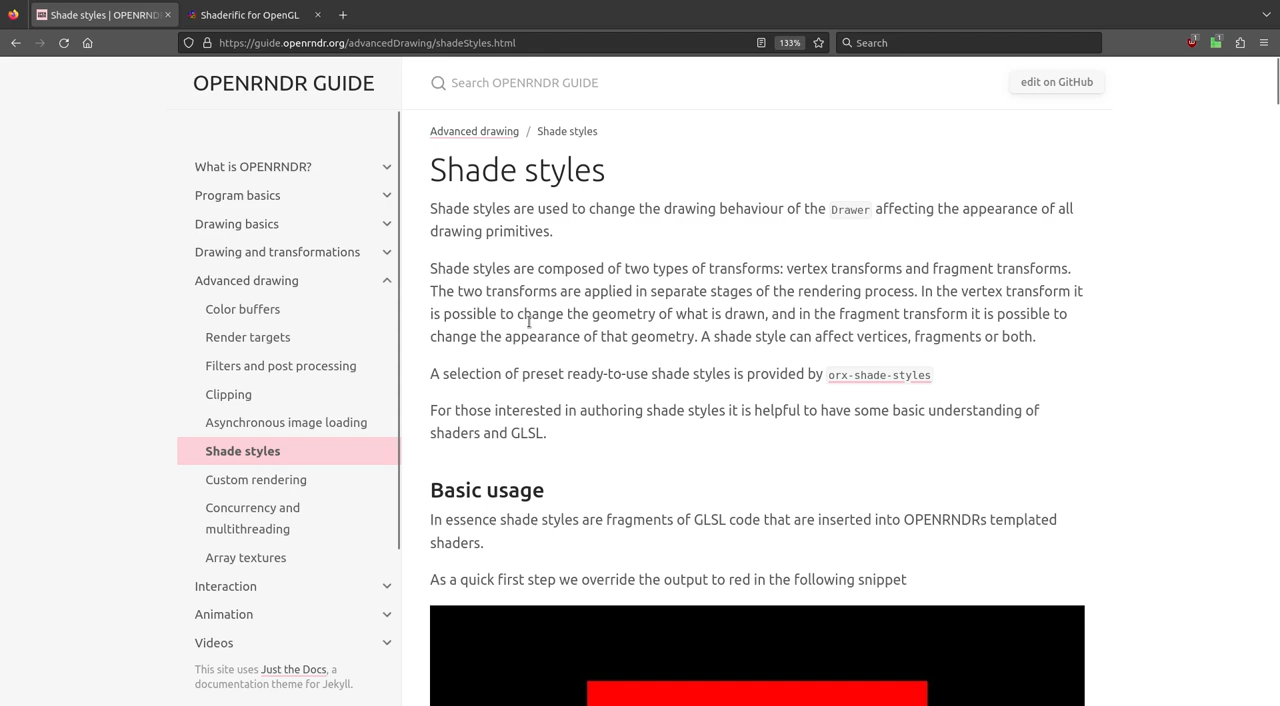 Shade styles | OPENRND
Shaderific for OpenGL
https://guide.openrndr.org/advancedDrawing/shadeStyles.html
133%
Search
1
1
OPENRNDR GUIDE
Search OPENRNDR GUIDE
edit on GitHub
What is OPENRNDR?
Program basics
Drawing basics
Drawing and transformations
Advanced drawing
Color buffers
Render targets
Filters and post processing
Clipping
Asynchronous image loading
Shade styles
Custom rendering
Concurrency and
multithreading
Array textures
Interaction
Animation
Videos
This site uses Just the Docs, a
documentation theme for Jekyll.
Advanced drawing / Shade styles
Shade styles
Shade styles are used to change the drawing behaviour of the Drawer affecting the appearance of all
drawing primitives.
Shade styles are composed of two types of transforms: vertex transforms and fragment transforms.
The two transforms are applied in separate stages of the rendering process. In the vertex transform it
is possible to change the geometry of what is drawn, and in the fragment transform it is possible to
change the appearance of that geometry. A shade style can affect vertices, fragments or both.
A selection of preset ready-to-use shade styles is provided by orx-shade-styles
For those interested in authoring shade styles it is helpful to have some basic understanding of
shaders and GLSL.
Basic usage
In essence shade styles are fragments of GLSL code that are inserted into OPENRNDRs templated
shaders.
As a quick first step we override the output to red in the following snippet